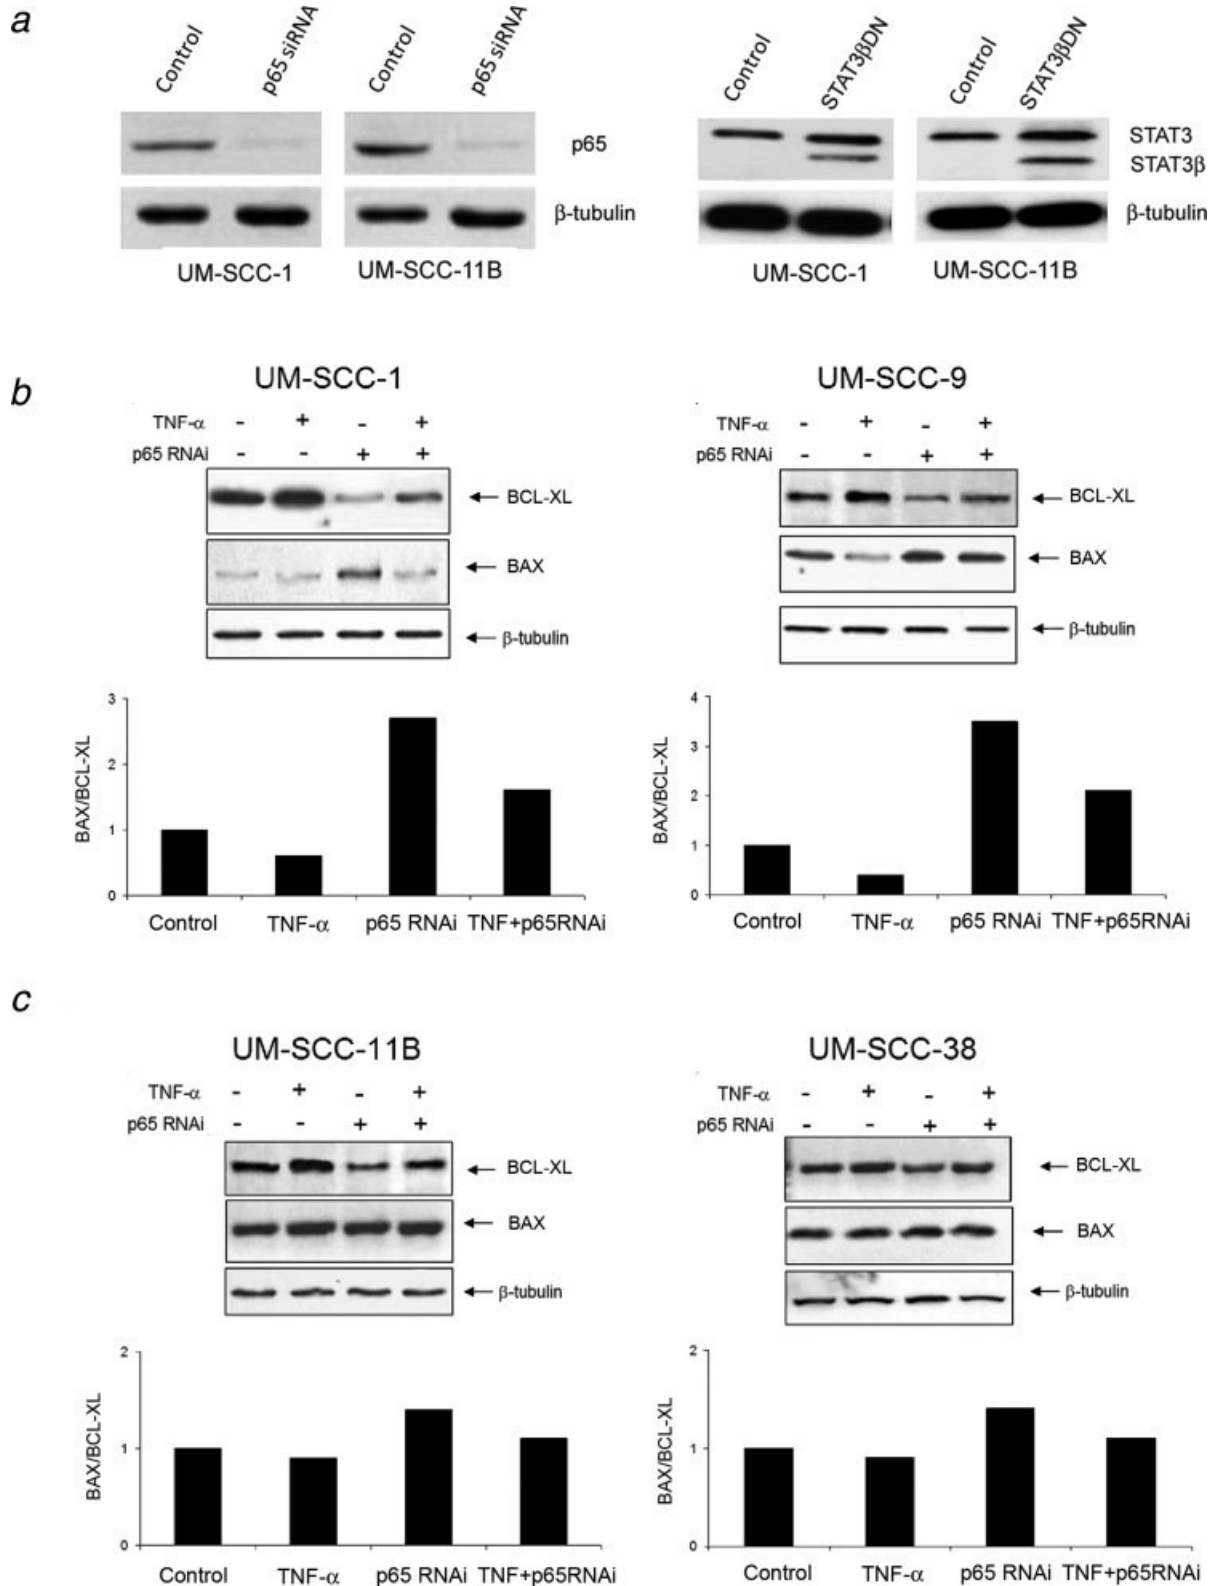 a
Control p65 siRNA Control p65 siRNA Control STAT3βDN Control STAT3βDN
p65 STAT3
STAT3β
β-tubulin β-tubulin
UM-SCC-1 UM-SCC-11B UM-SCC-1 UM-SCC-11B
b
UM-SCC-1
TNF-α - + - +
p65 RNAi - - + +
BCL-XL
BAX
β-tubulin
3
2
1
0
BAX/BCL-XL
Control TNF-α p65 RNAi TNF+p65RNAi
UM-SCC-9
TNF-α - + - +
p65 RNAi - - + +
BCL-XL
BAX
β-tubulin
4
3
2
1
0
BAX/BCL-XL
Control TNF-α p65 RNAi TNF+p65RNAi
c
UM-SCC-11B
TNF-α - + - +
p65 RNAi - - + +
BCL-XL
BAX
β-tubulin
2
1
0
BAX/BCL-XL
Control TNF-α p65 RNAi TNF+p65RNAi
UM-SCC-38
TNF-α - + - +
p65 RNAi - - + +
BCL-XL
BAX
β-tubulin
2
1
0
BAX/BCL-XL
Control TNF-α p65 RNAi TNF+p65RNAi